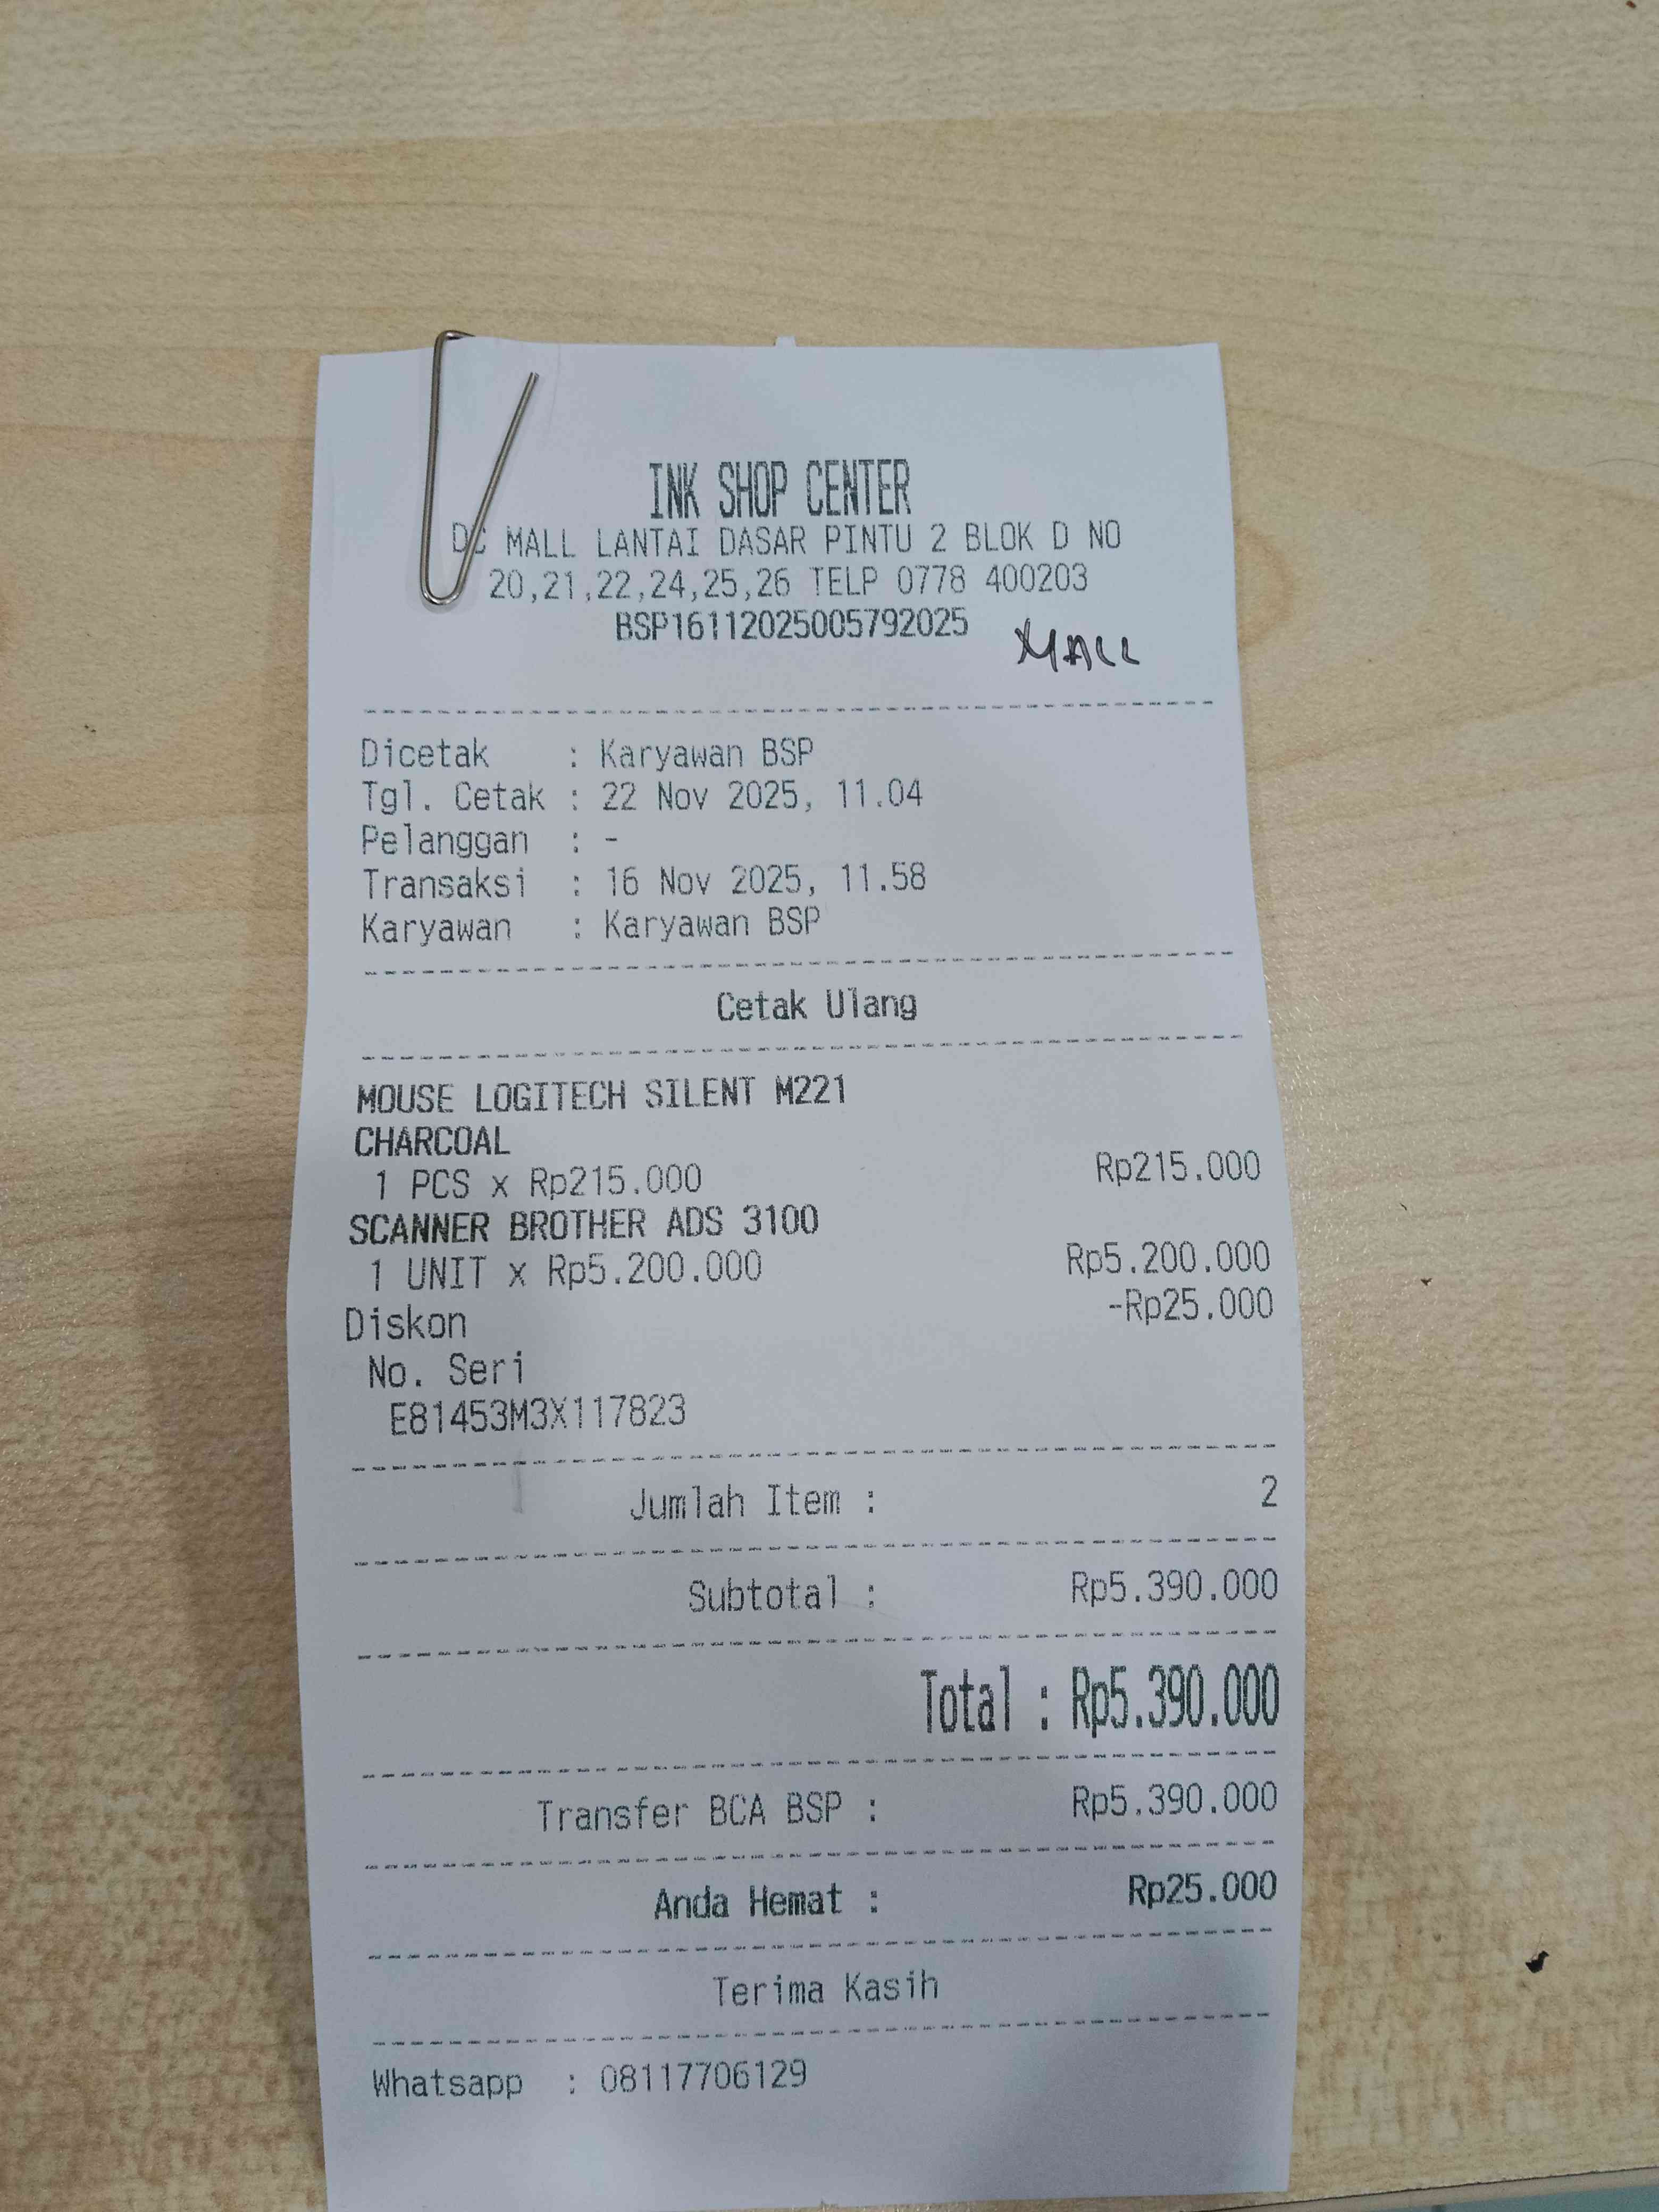 INK SHOP CENTER
DC MALL LANTAI DASAR PINTU 2 BLOK D NO
20,21,22,24,25,26 TELP 0778 400203
BSP16112025005792025
MALL
Dicetak : Karyawan BSP
Tgl. Cetak : 22 Nov 2025, 11.04
Pelanggan : -
Transaksi : 16 Nov 2025, 11.58
Karyawan : Karyawan BSP
Cetak Ulang
MOUSE LOGITECH SILENT M221
CHARCOAL
1 PCS x Rp215.000 Rp215.000
SCANNER BROTHER ADS 3100
1 UNIT x Rp5.200.000 Rp5.200.000
Diskon -Rp25.000
No. Seri
E81453M3X117823
Jumlah Item : 2
Subtotal : Rp5.390.000
Total : Rp5.390.000
Transfer BCA BSP : Rp5.390.000
Anda Hemat : Rp25.000
Terima Kasih
Whatsapp : 08117706129